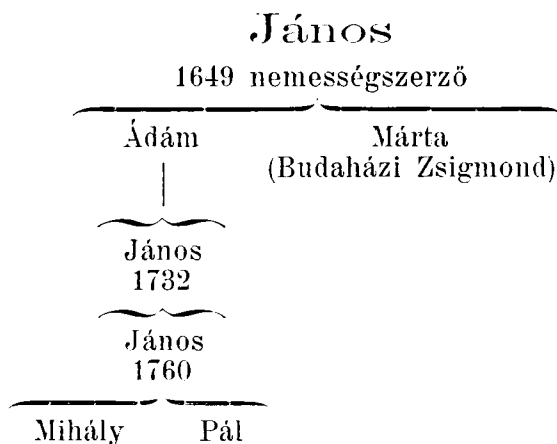 János
1649 nemességszerző
Ádám Márta
(Budaházi Zsigmond)
János
1732
János
1760
Mihály Pál